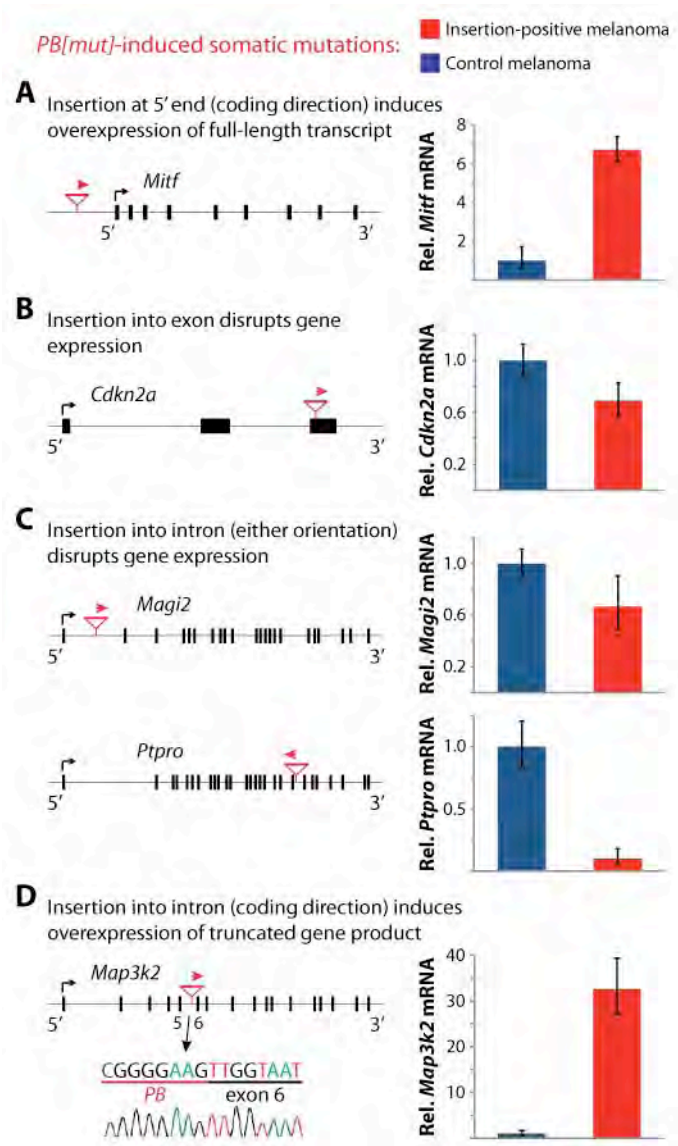 PB[mut]-induced somatic mutations:
Insertion-positive melanoma
Control melanoma
A
Insertion at 5′ end (coding direction) induces
overexpression of full-length transcript
Mitf
5′
3′
Rel. Mitf mRNA
8
6
4
2
B
Insertion into exon disrupts gene
expression
Cdkn2a
5′
3′
Rel. Cdkn2a mRNA
1.0
0.6
0.2
C
Insertion into intron (either orientation)
disrupts gene expression
Magi2
5′
3′
Rel. Magi2 mRNA
1.0
0.6
0.2
Ptpro
5′
3′
Rel. Ptpro mRNA
1.0
0.5
D
Insertion into intron (coding direction) induces
overexpression of truncated gene product
Map3k2
5′
5 6
3′
CGGGGAAGTTGGTAAT
PB
exon 6
Rel. Map3k2 mRNA
40
30
20
10